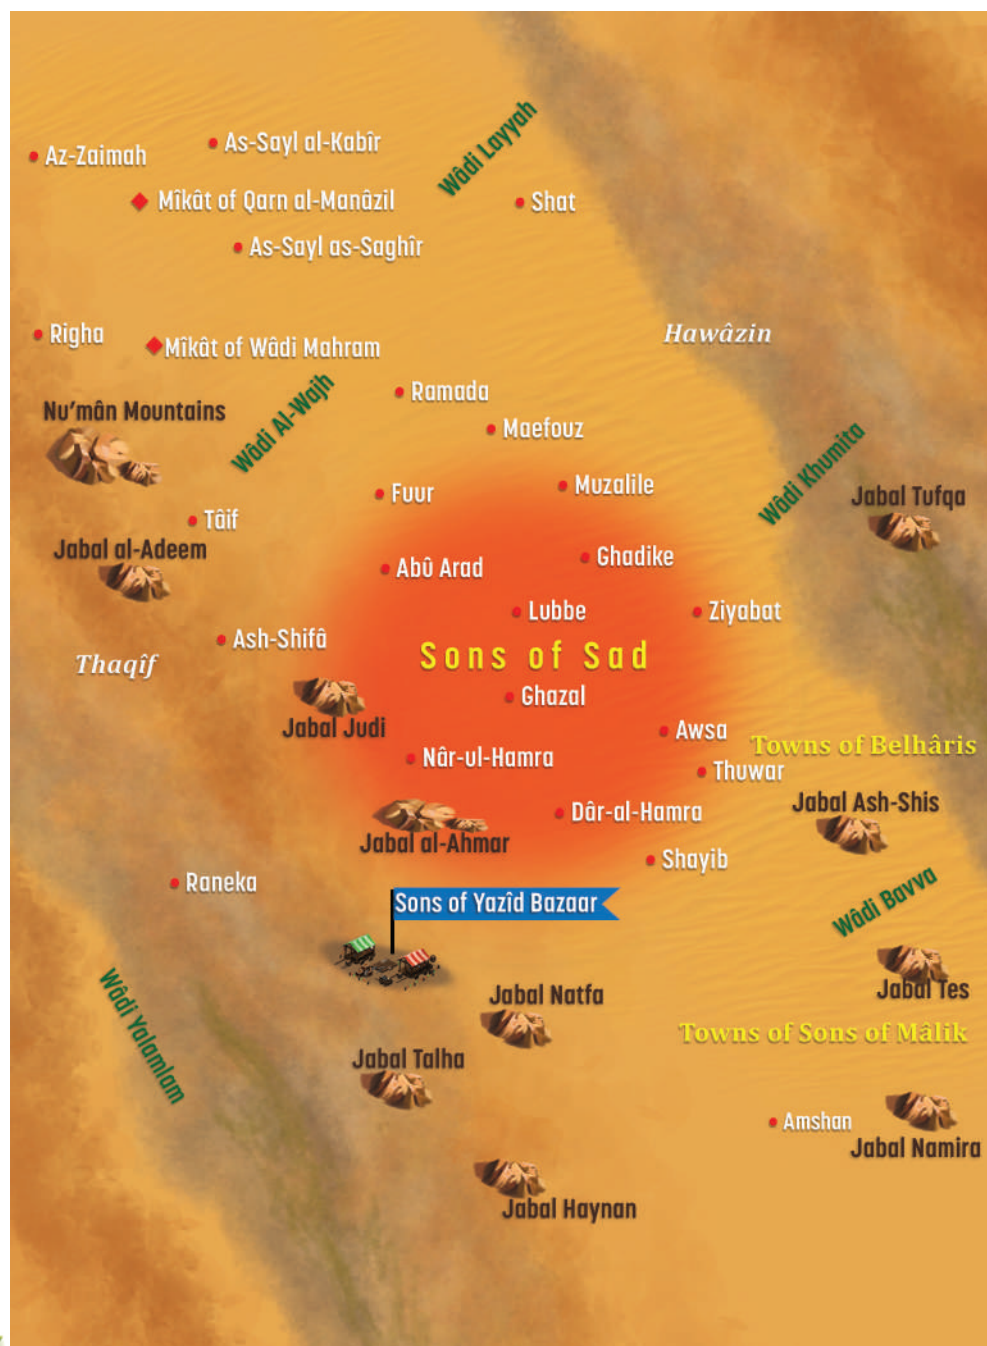 Wâdi Layyah
As-Sayl al-Kabîr
Az-Zaimah
Mîkât of Qarn al-Manâzil
Shat
As-Sayl as-Saghîr
Righa
Hawâzin
Mîkât of Wâdi Mahram
Ramada
Nu’mân Mountains
Wâdi Al-Wajh
Maefouz
Wâdi Khumita
Muzalile
Fuur
Jabal Tufqa
Tâif
Jabal al-Adeem
Ghadike
Abû Arad
Lubbe
Ziyabat
Ash-Shifâ
Sons of Sad
Thaqîf
Ghazal
Jabal Judi
Awsa
Towns of Belhâris
Nâr-ul-Hamra
Thuwar
Jabal Ash-Shis
Dâr-al-Hamra
Jabal al-Ahmar
Shayib
Raneka
Sons of Yazîd Bazaar
Wâdi Bavva
Jabal Tes
Jabal Natfa
Wâdi Yalamlam
Towns of Sons of Mâlik
Jabal Talha
Amshan
Jabal Namira
Jabal Haynan